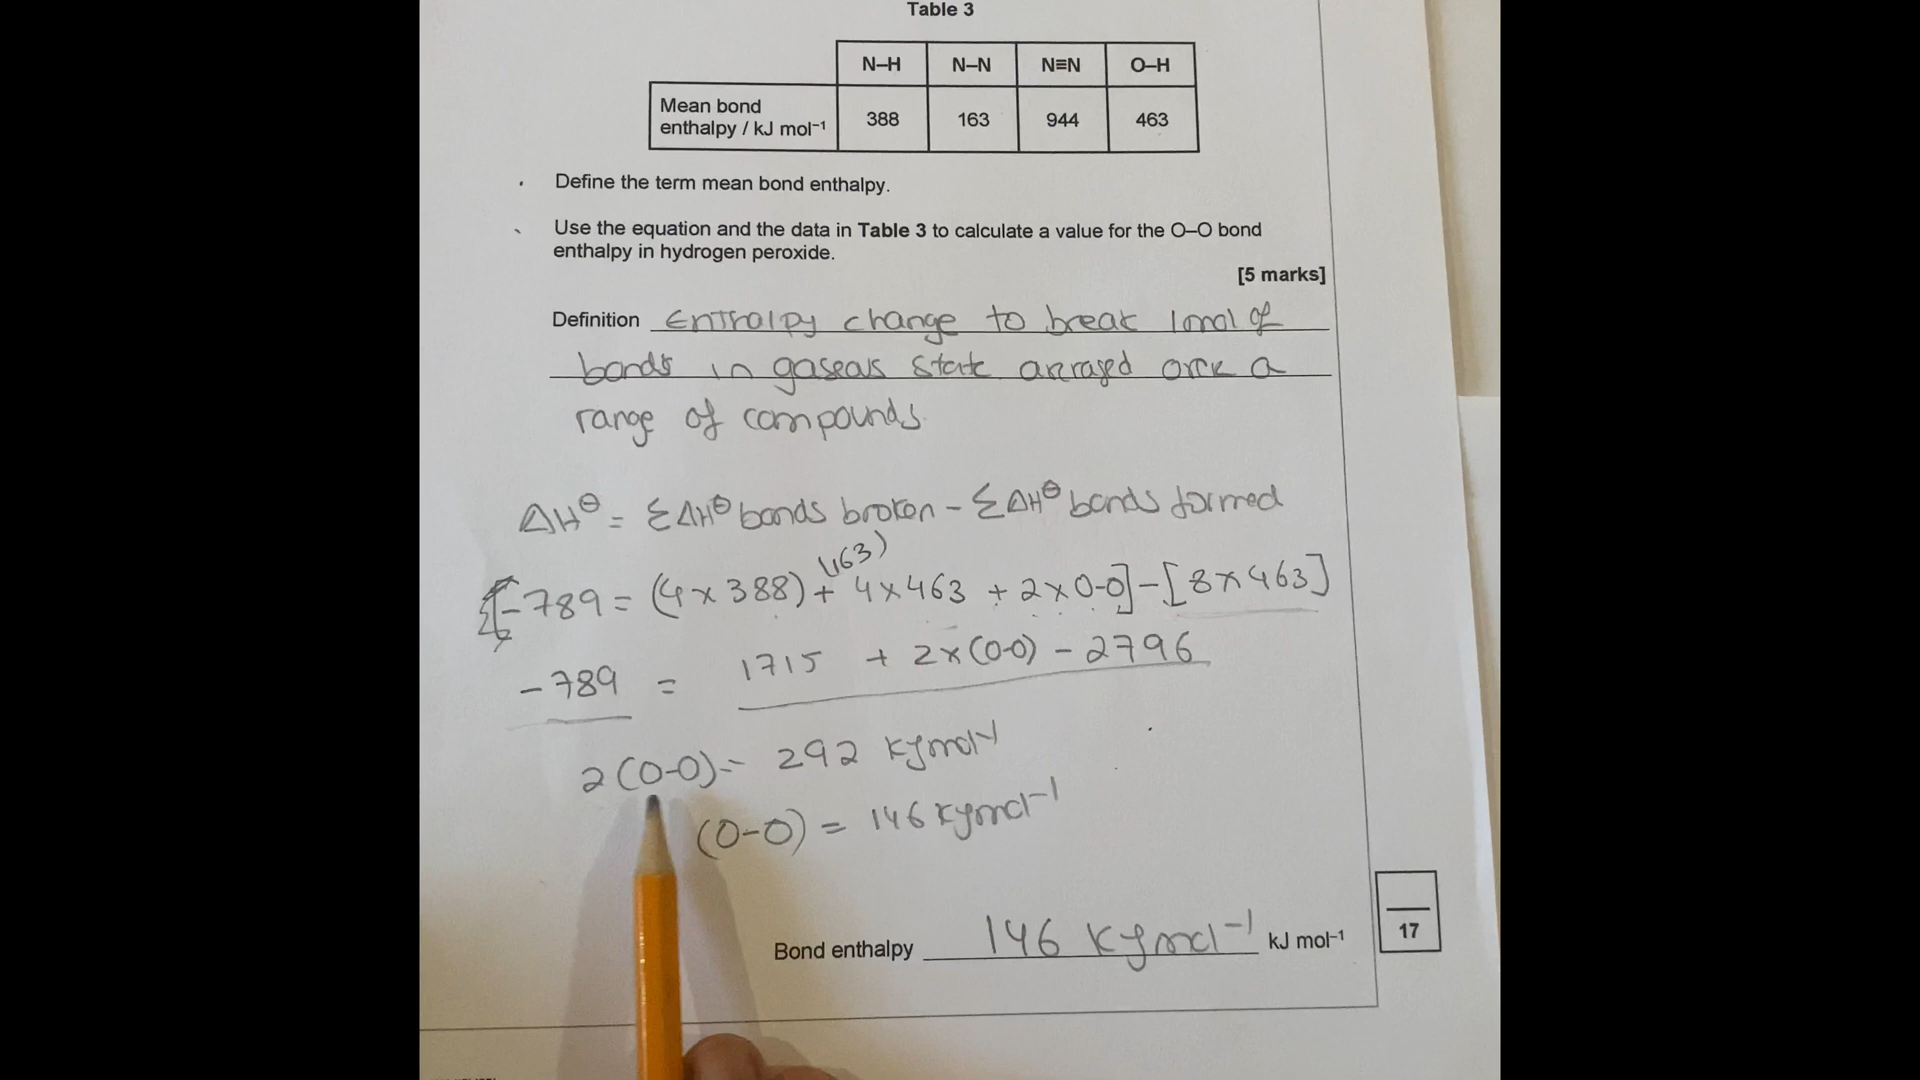 Table 3
N–H N–N N≡N O–H
Mean bond enthalpy / kJ mol⁻¹ 388 163 944 463
Define the term mean bond enthalpy.
Use the equation and the data in Table 3 to calculate a value for the O–O bond
enthalpy in hydrogen peroxide.
[5 marks]
Definition Enthalpy change to break 1mol of
bonds in gaseous state averaged over a
range of compounds
ΔH⦵ = ΣΔH⦵ bonds broken - ΣΔH⦵ bonds formed
(163)
-789 = (4 x 388) + 4 x 463 + 2 x O-O] - [8 x 463]
-789 = 1715 + 2 x (O-O) - 2796
2 (O-O) = 292 kJmol⁻¹
(O-O) = 146 kJmol⁻¹
Bond enthalpy 146 kJmol⁻¹ kJ mol⁻¹
17